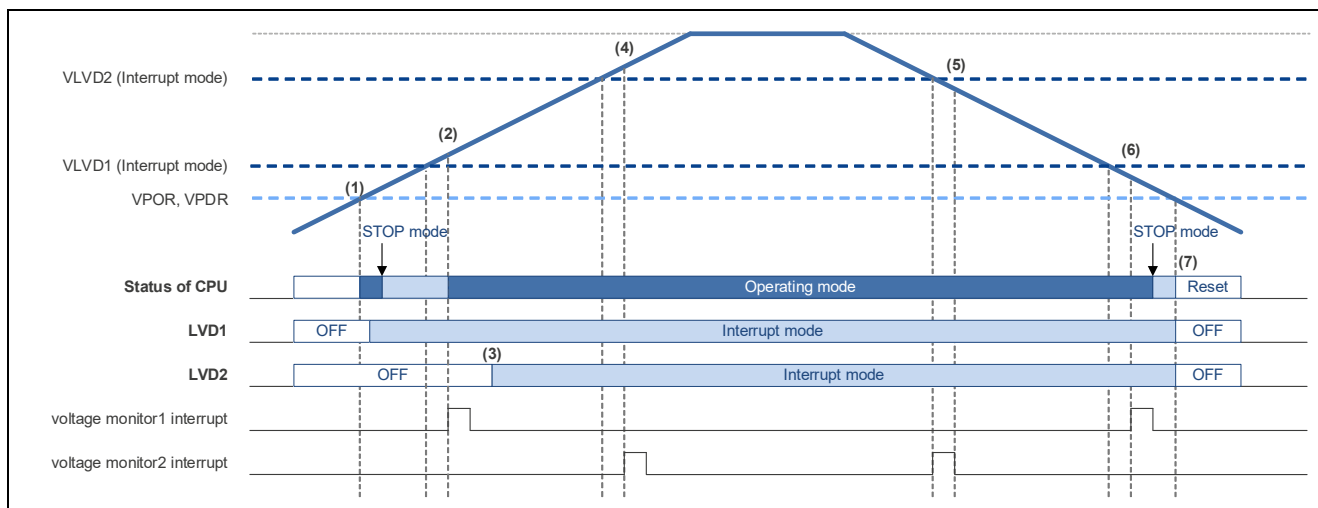 (4)
VLVD2 (Interrupt mode)
(5)
(2)
VLVD1 (Interrupt mode)
(6)
(1)
VPOR, VPDR
STOP mode
STOP mode
(7)
Status of CPU
Operating mode
Reset
LVD1
OFF
Interrupt mode
OFF
(3)
LVD2
OFF
Interrupt mode
OFF
voltage monitor1 interrupt
voltage monitor2 interrupt